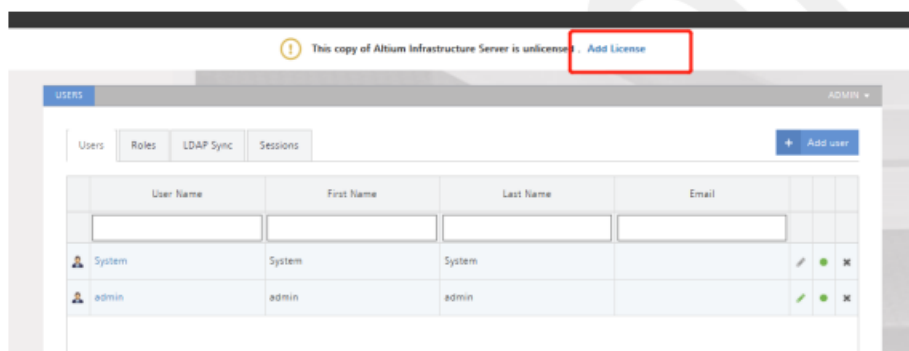 This copy of Altium Infrastructure Server is unlicensed . Add License
USERS ADMIN
Users Roles LDAP Sync Sessions + Add user
User Name First Name Last Name Email
System System System
admin admin admin